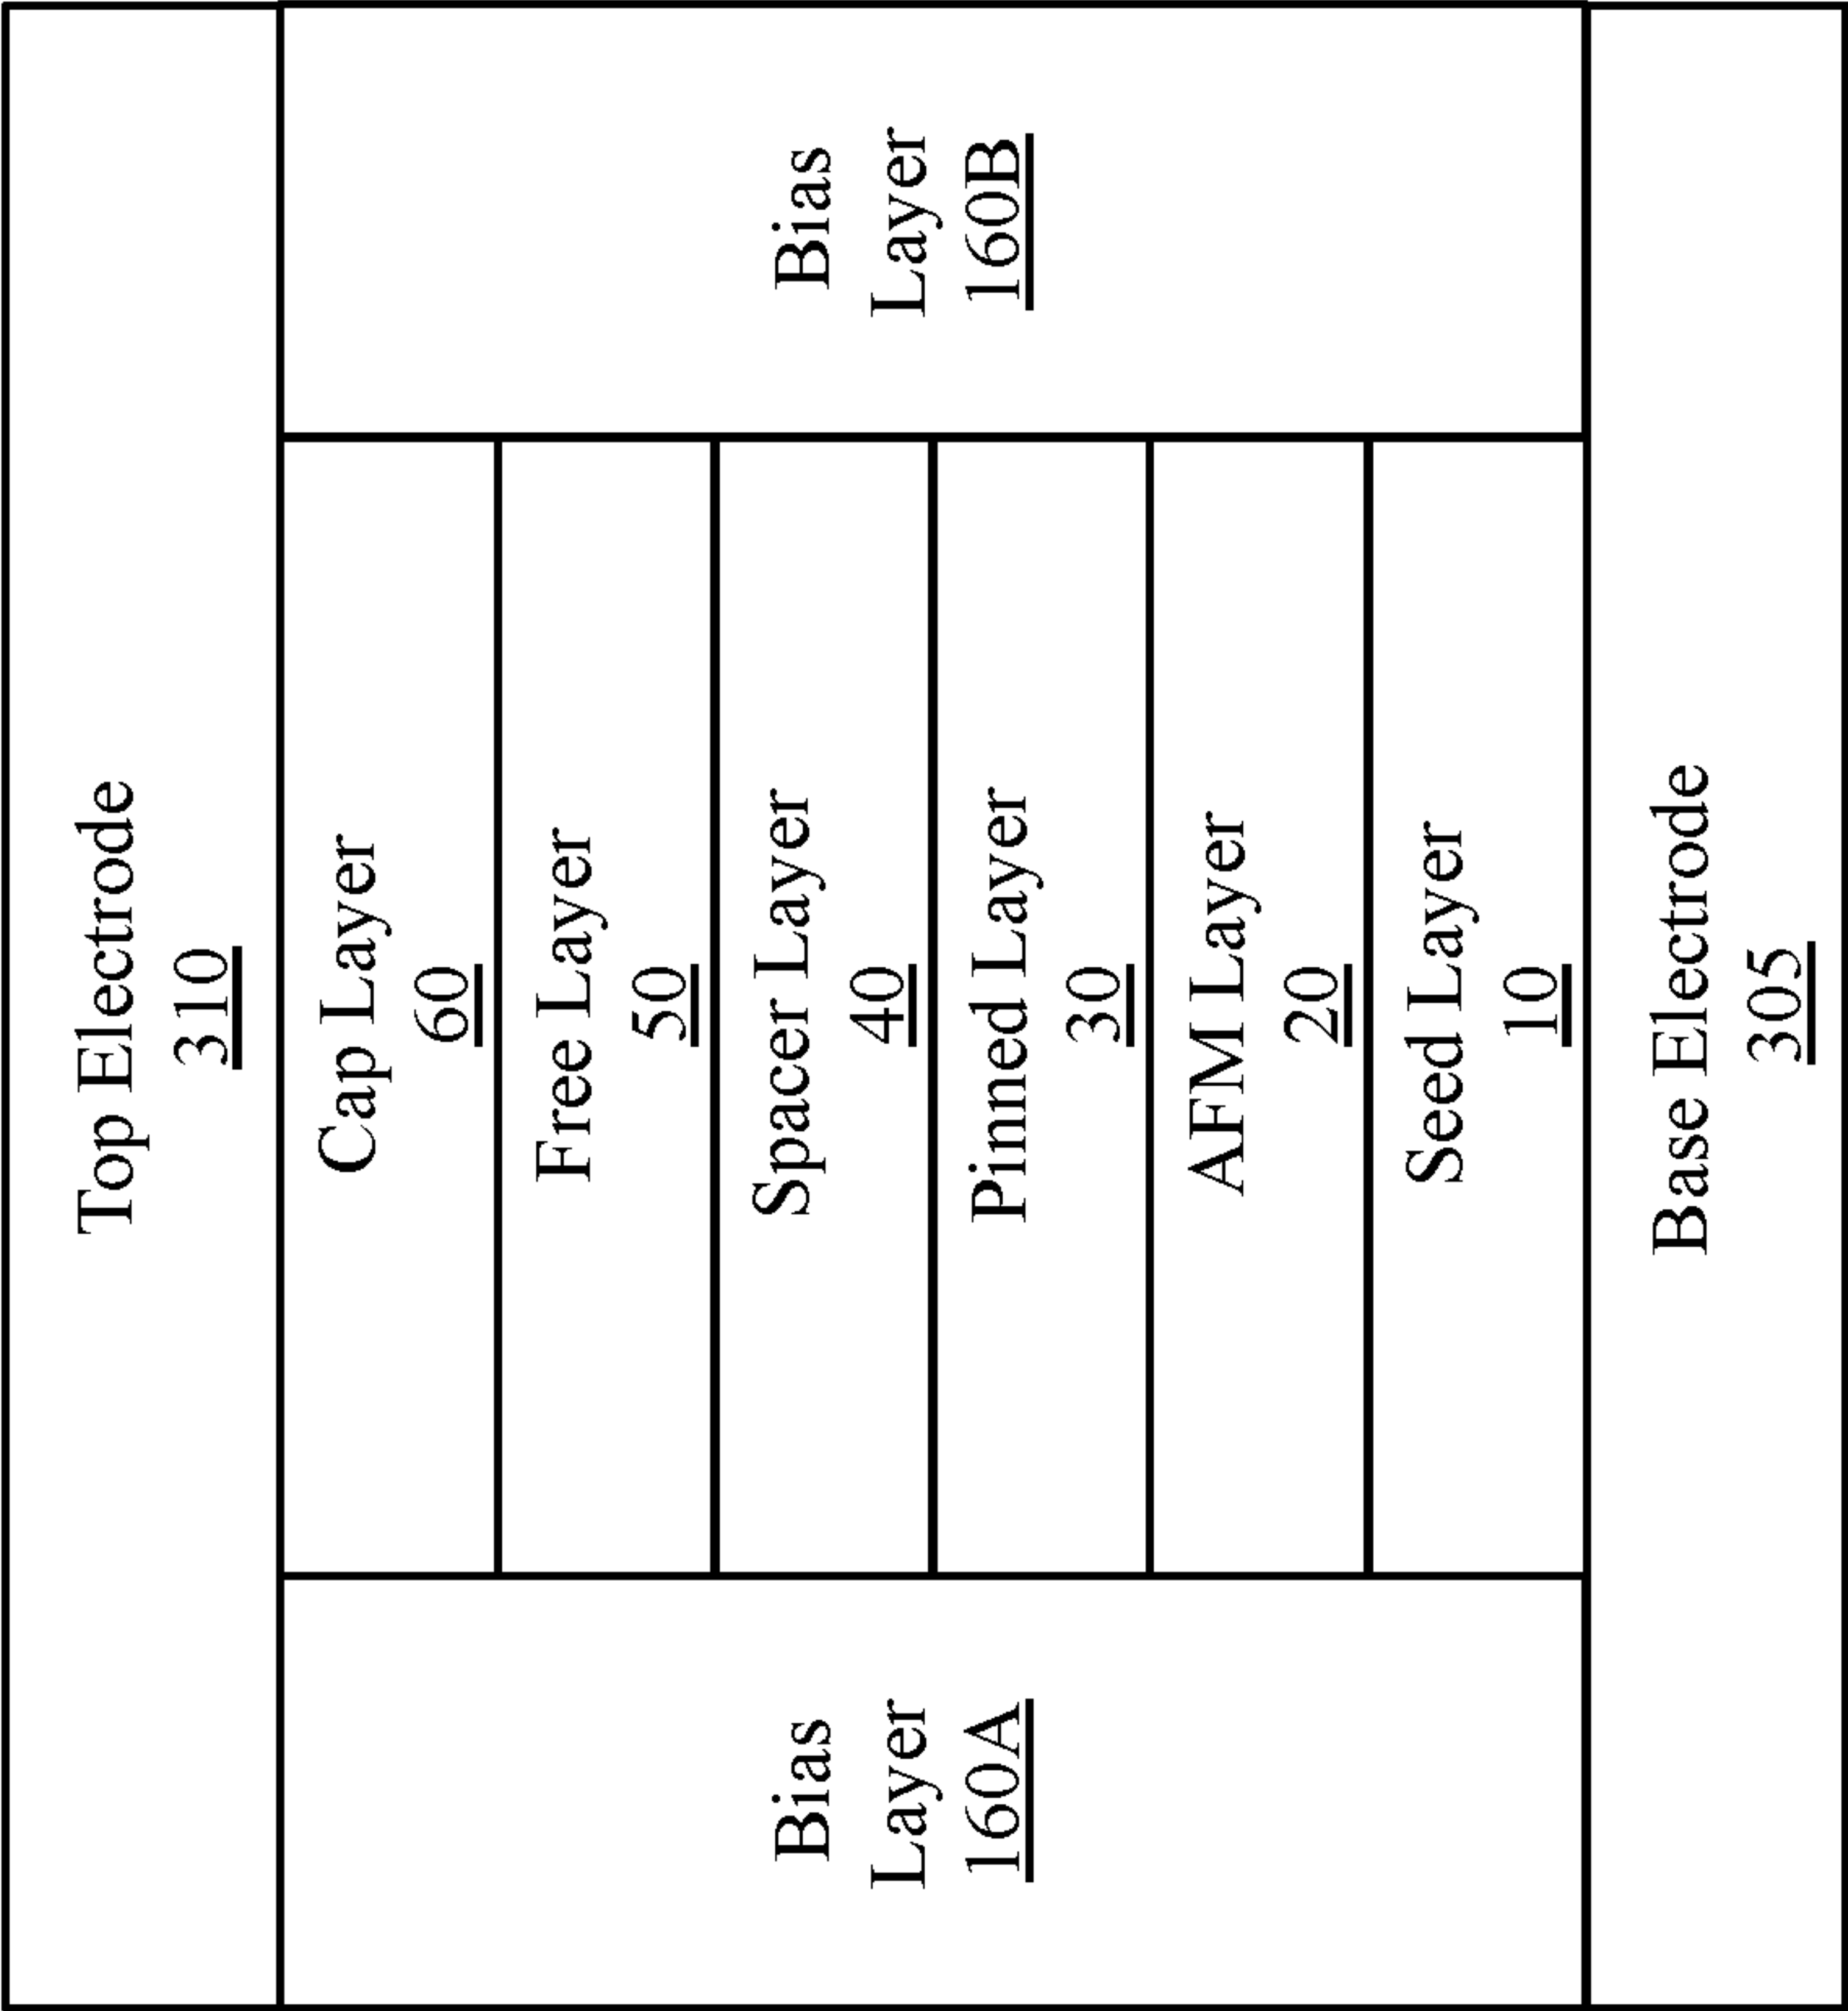 Top Electrode
310
Cap Layer
60
Free Layer
50
Spacer Layer
40
Pinned Layer
30
AFM Layer
20
Seed Layer
10
Bias
Layer
160A
Bias
Layer
160B
Base Electrode
305